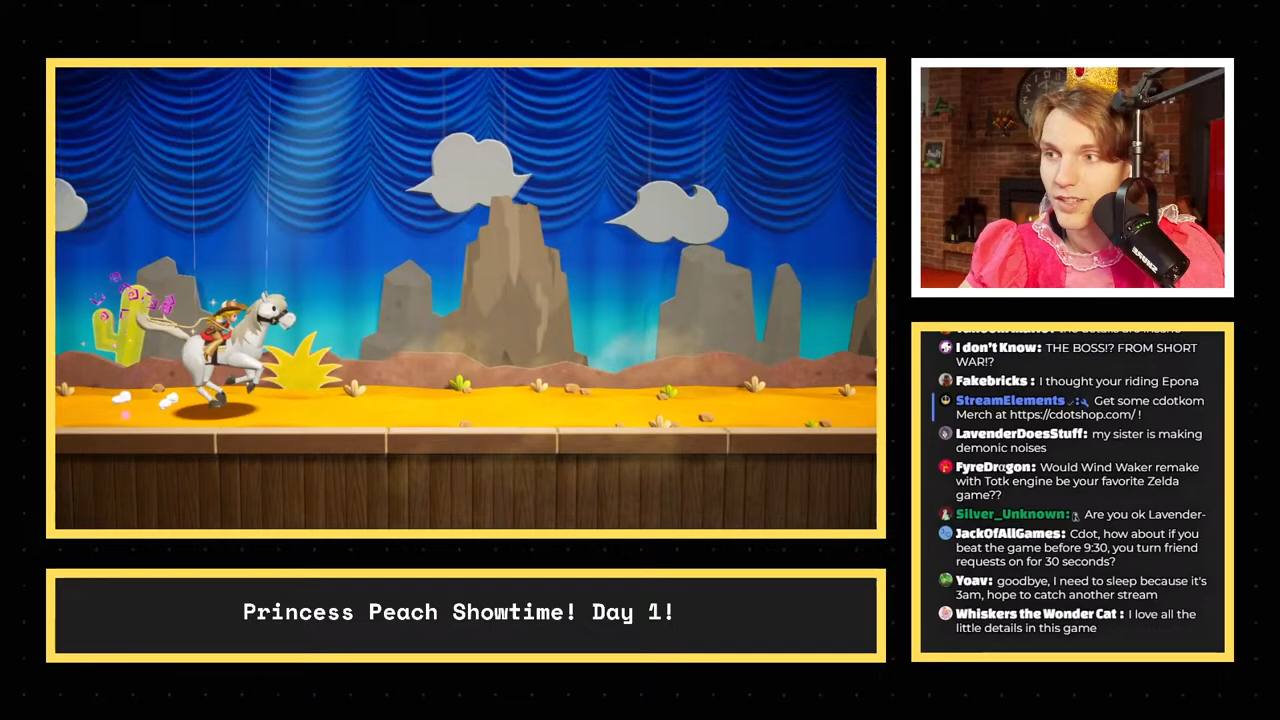 Princess Peach Showtime! Day 1!
I don't Know: THE BOSS!? FROM SHORT
WAR!?
Fakebricks : I thought your riding Epona
StreamElements : Get some cdotkom
Merch at https://cdotshop.com/ !
LavenderDoesStuff: my sister is making
demonic noises
FyreDrαgon: Would Wind Waker remake
with Totk engine be your favorite Zelda
game??
Silver_Unknown: Are you ok Lavender-
JackOfAllGames: Cdot, how about if you
beat the game before 9:30, you turn friend
requests on for 30 seconds?
Yoav: goodbye, I need to sleep because it's
3am, hope to catch another stream
Whiskers the Wonder Cat : I love all the
little details in this game